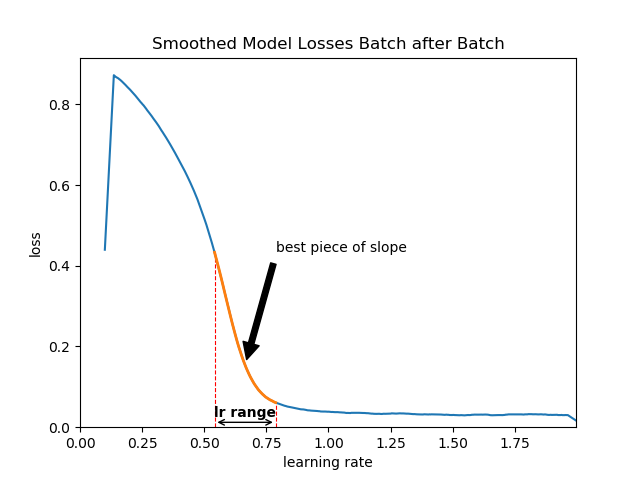 Smoothed Model Losses Batch after Batch
0.8
0.6
0.4
0.2
0.0
loss
best piece of slope
lr range
0.00 0.25 0.50 0.75 1.00 1.25 1.50 1.75
learning rate